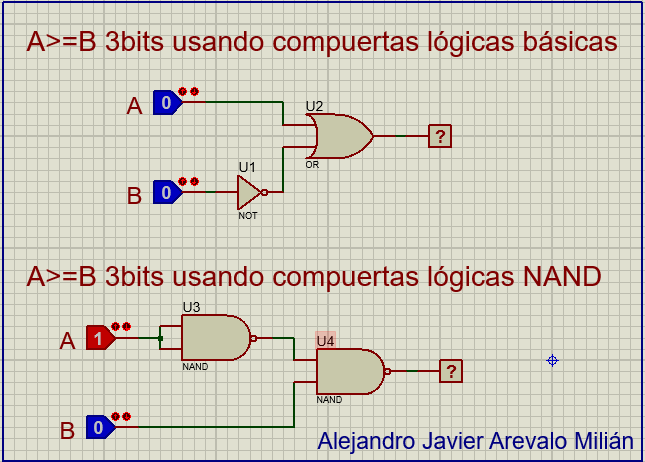 A>=B 3bits usando compuertas lógicas básicas
U2
A 0
?
OR
U1
B 0
NOT
A>=B 3bits usando compuertas lógicas NAND
U3
A 1
U4
NAND
?
NAND
B 0
Alejandro Javier Arevalo Milián